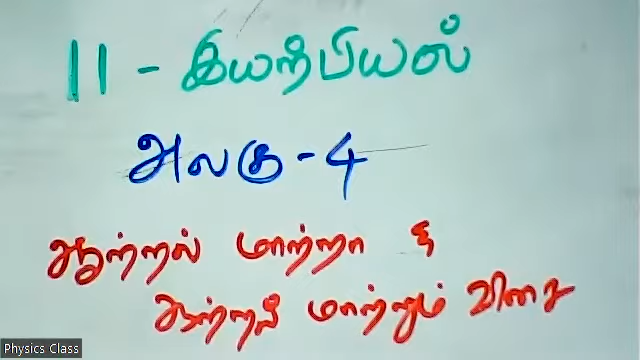 11 - இயற்பியல்
அலகு - 4
ஆற்றல் மாற்றா &
ஆற்றல் மாற்றும் விசை
Physics Class